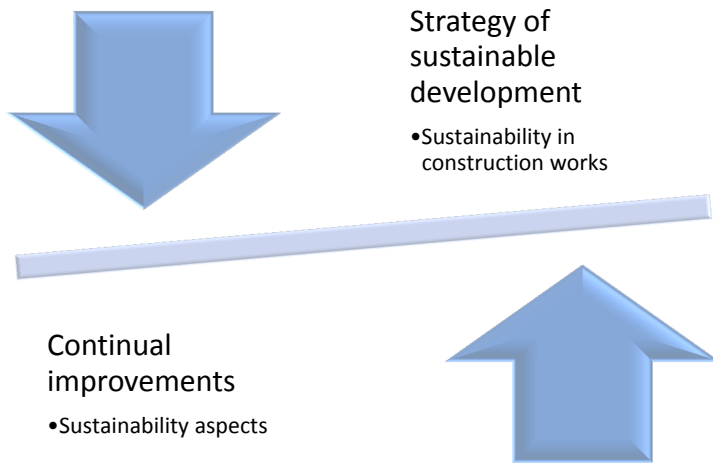 Strategy of
sustainable
development
•Sustainability in
construction works
Continual
improvements
•Sustainability aspects